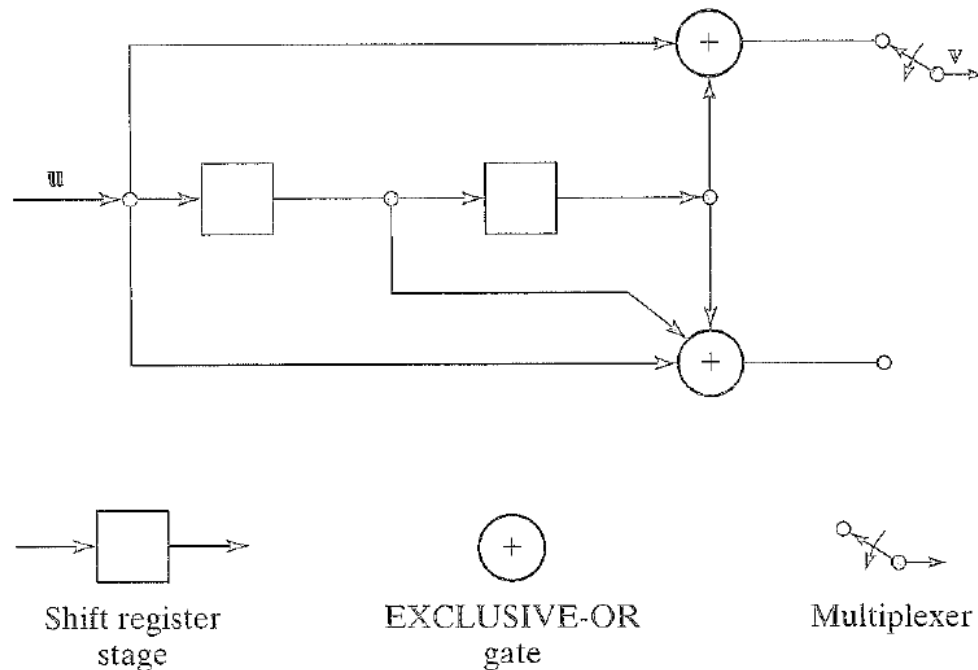 +
v
u
+
Shift register
stage
+
EXCLUSIVE-OR
gate
Multiplexer